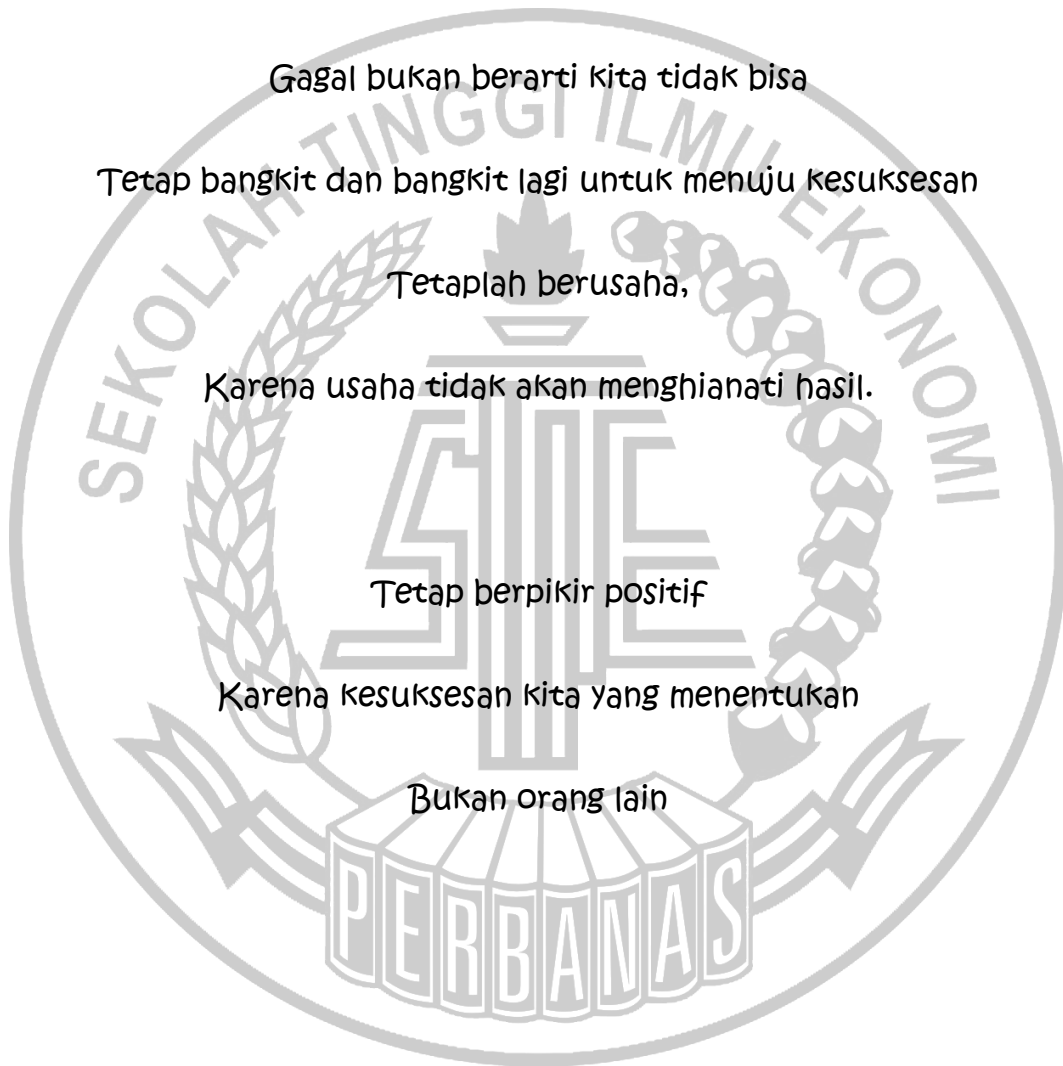 SEKOLAH TINGGI ILMU EKONOMI
Gagal bukan berarti kita tidak bisa
Tetap bangkit dan bangkit lagi untuk menuju kesuksesan
Tetaplah berusaha,
Karena usaha tidak akan menghianati hasil.
Tetap berpikir positif
Karena kesuksesan kita yang menentukan
Bukan orang lain
STIE
PERBANAS